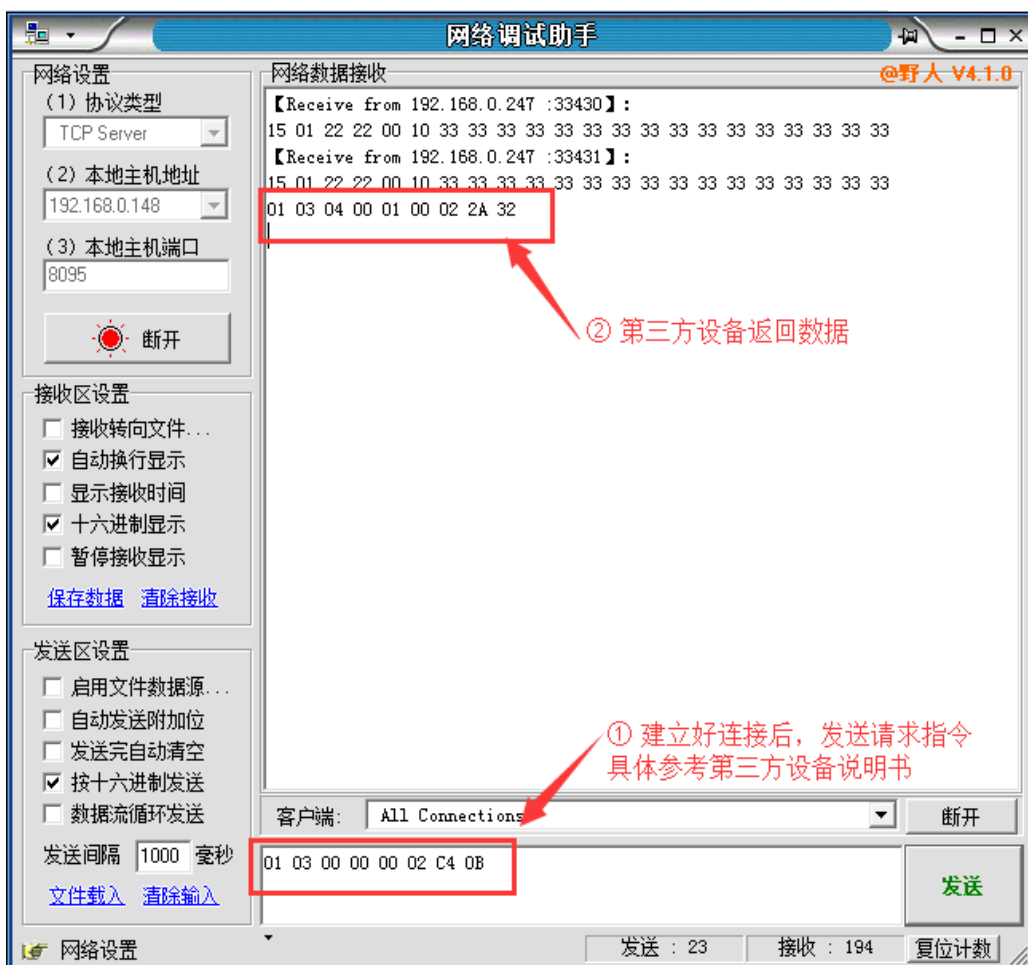 网络调试助手
网络设置
(1) 协议类型
TCP Server
(2) 本地主机地址
192.168.0.148
(3) 本地主机端口
8095
断开
接收区设置
接收转向文件...
自动换行显示
显示接收时间
十六进制显示
暂停接收显示
保存数据 清除接收
发送区设置
启用文件数据源...
自动发送附加位
发送完自动清空
按十六进制发送
数据流循环发送
发送间隔 1000 毫秒
文件载入 清除输入
网络数据接收
@野人 V4.1.0
【Receive from 192.168.0.247 :33430】:
15 01 22 22 00 10 33 33 33 33 33 33 33 33 33 33 33 33 33 33 33 33
【Receive from 192.168.0.247 :33431】:
15 01 22 22 00 10 33 33 33 33 33 33 33 33 33 33 33 33 33 33 33 33
01 03 04 00 01 00 02 2A 32
② 第三方设备返回数据
① 建立好连接后，发送请求指令
具体参考第三方设备说明书
客户端: All Connections 断开
01 03 00 00 00 02 C4 0B
发送
网络设置 发送 : 23 接收 : 194 复位计数